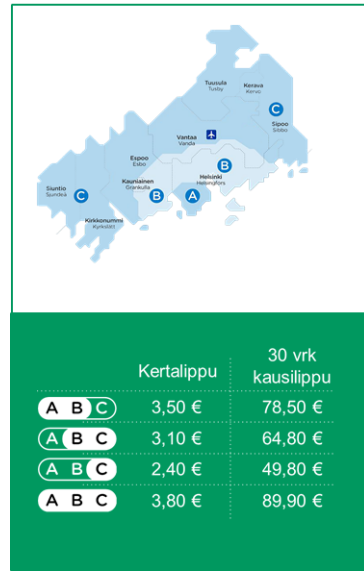 Tuusula
Tusby
Kerava
Kervo
C
Sipoo
Sibbo
Vantaa
Vanda
Espoo
Esbo
B
Helsinki
Helsingfors
Kauniainen
Grankulla
B
A
Siuntio
Sjundeå
C
Kirkkonummi
Kyrkslätt
Kertalippu
30 vrk
kausilippu
A B C 3,50 € 78,50 €
A B C 3,10 € 64,80 €
A B C 2,40 € 49,80 €
A B C 3,80 € 89,90 €